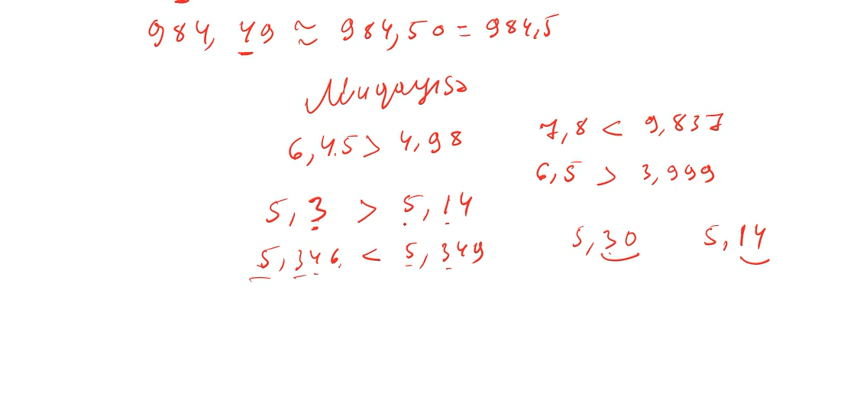 984,49 ≈ 984,50 = 984,5
Müqayisə
6,45 > 4,98
7,8 < 9,837
6,5 > 3,999
5,3 > 5,14
5,30 5,14
5,346 < 5,349